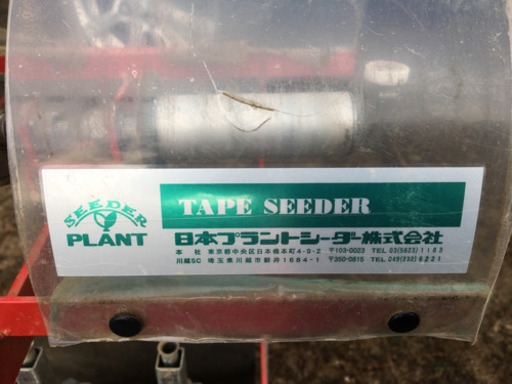 SEEDER
PLANT
TAPE SEEDER
日本プラントシーダー株式会社
本社 東京都中央区日本橋本町4-9-2 〒103-0023 TEL 03(5623)1183
川越SC 埼玉県川越市鯨井1684-1 〒350-0815 TEL 049(232)6221